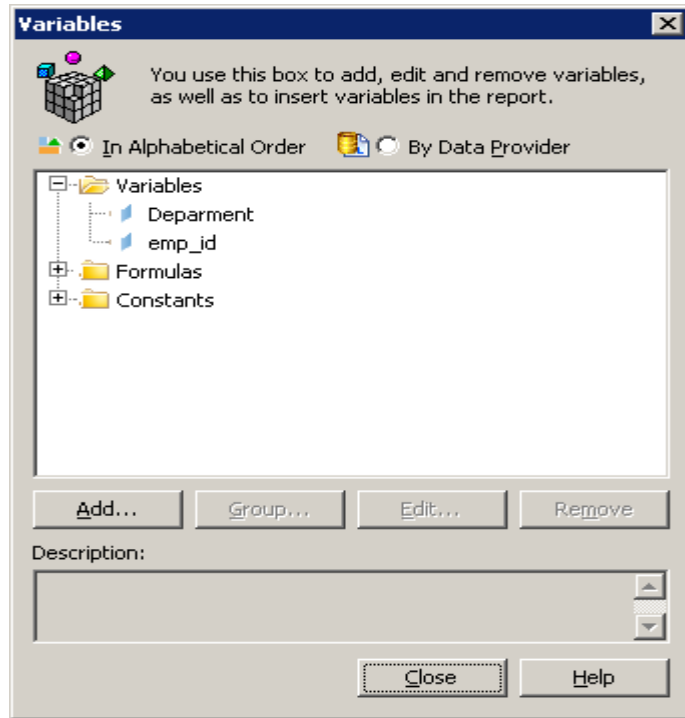 Variables
You use this box to add, edit and remove variables,
as well as to insert variables in the report.
In Alphabetical Order By Data Provider
Variables
Deparment
emp_id
Formulas
Constants
Add... Group... Edit... Remove
Description:
Close Help